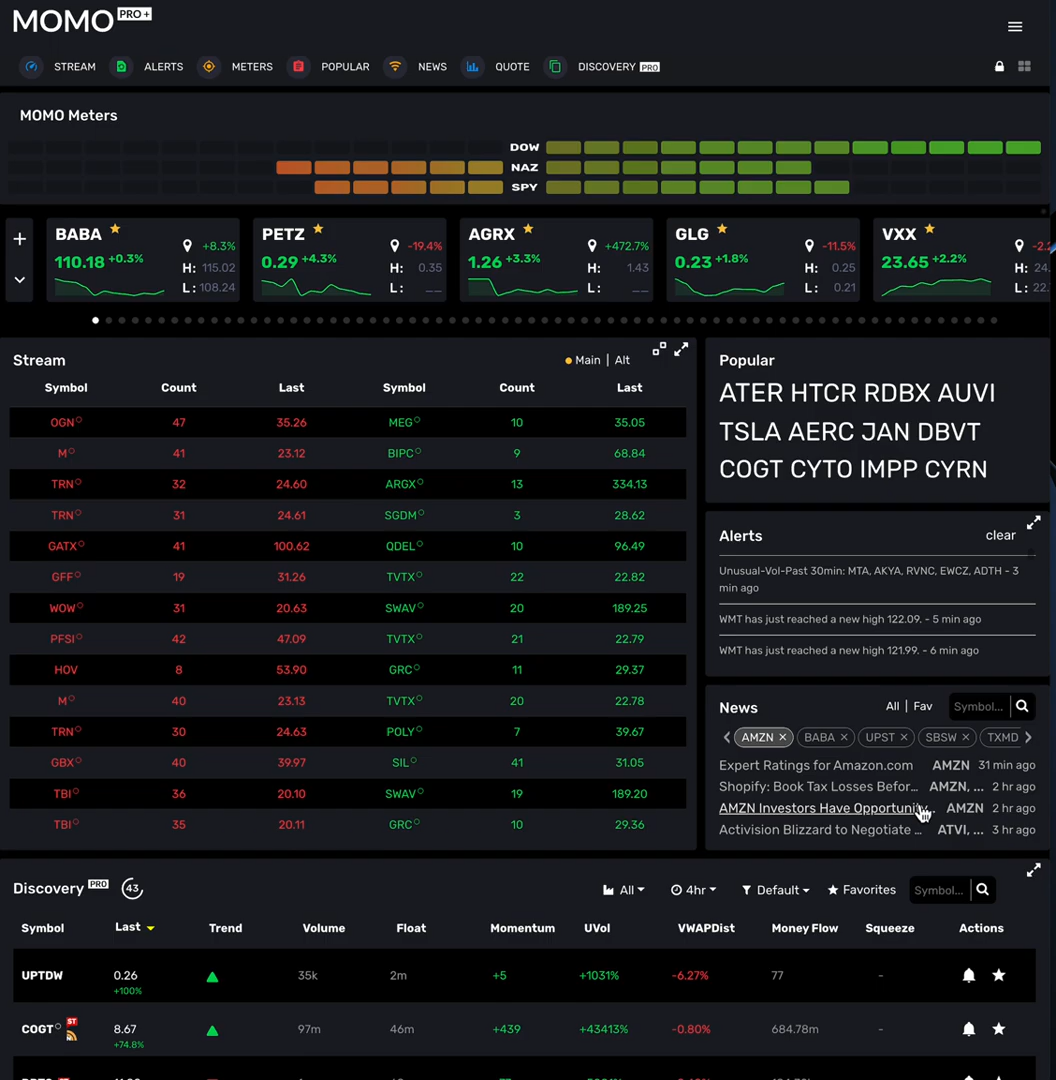 MOMO PRO +
STREAM ALERTS METERS POPULAR NEWS QUOTE DISCOVERY PRO
MOMO Meters
DOW
NAZ
SPY
BABA +8.3% 110.18 +0.3% H: 115.02 L: 108.24
PETZ -19.4% 0.29 +4.3% H: 0.35 L: __
AGRX +472.7% 1.26 +3.3% H: 1.43 L: __
GLG -11.5% 0.23 +1.8% H: 0.25 L: 0.21
VXX 23.65 +2.2% H: L:
Stream Main | Alt
Symbol Count Last Symbol Count Last
OGN 47 35.26 MEG 10 35.05
M 41 23.12 BIPC 9 68.84
TRN 32 24.60 ARGX 13 334.13
TRN 31 24.61 SGDM 3 28.62
GATX 41 100.62 QDEL 10 96.49
GFF 19 31.26 TVTX 22 22.82
WOW 31 20.63 SWAV 20 189.25
PFSI 42 47.09 TVTX 21 22.79
HOV 8 53.90 GRC 11 29.37
M 40 23.13 TVTX 20 22.78
TRN 30 24.63 POLY 7 39.67
GBX 40 39.97 SIL 41 31.05
TBI 36 20.10 SWAV 19 189.20
TBI 35 20.11 GRC 10 29.36
Popular
ATER HTCR RDBX AUVI
TSLA AERC JAN DBVT
COGT CYTO IMPP CYRN
Alerts clear
Unusual-Vol-Past 30min: MTA, AKYA, RVNC, EWCZ, ADTH - 3
min ago
WMT has just reached a new high 122.09. - 5 min ago
WMT has just reached a new high 121.99. - 6 min ago
News All | Fav Symbol...
AMZN × BABA × UPST × SBSW × TXMD
Expert Ratings for Amazon.com AMZN 31 min ago
Shopify: Book Tax Losses Befor... AMZN, ... 2 hr ago
AMZN Investors Have Opportunity... AMZN 2 hr ago
Activision Blizzard to Negotiate ... ATVI, ... 3 hr ago
Discovery PRO 43 All 4hr Default Favorites Symbol...
Symbol Last Trend Volume Float Momentum UVol VWAPDist Money Flow Squeeze Actions
UPTDW 0.26 35k 2m +5 +1031% -6.27% 77 -
+100%
COGT ST 8.67 97m 46m +439 +43413% -0.80% 684.78m -
+74.8%